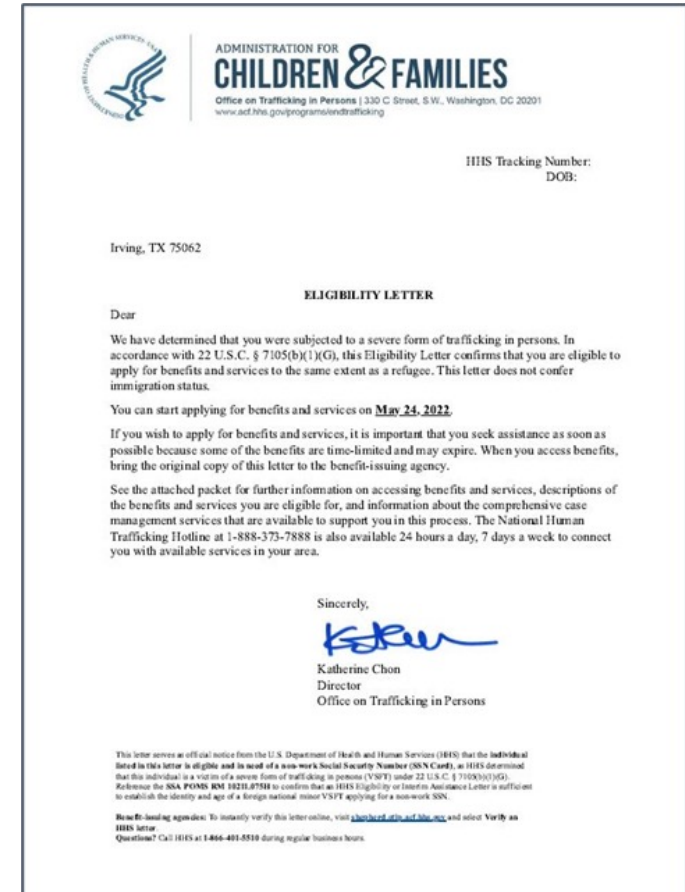 ADMINISTRATION FOR
CHILDREN & FAMILIES
Office on Trafficking in Persons | 330 C Street, S.W., Washington, DC 20201
www.acf.hhs.gov/programs/endtrafficking
HHS Tracking Number:
DOB:
Irving, TX 75062
ELIGIBILITY LETTER
Dear
We have determined that you were subjected to a severe form of trafficking in persons. In
accordance with 22 U.S.C. § 7105(b)(1)(G), this Eligibility Letter confirms that you are eligible to
apply for benefits and services to the same extent as a refugee. This letter does not confer
immigration status.
You can start applying for benefits and services on May 24, 2022.
If you wish to apply for benefits and services, it is important that you seek assistance as soon as
possible because some of the benefits are time-limited and may expire. When you access benefits,
bring the original copy of this letter to the benefit-issuing agency.
See the attached packet for further information on accessing benefits and services, descriptions of
the benefits and services you are eligible for, and information about the comprehensive case
management services that are available to support you in this process. The National Human
Trafficking Hotline at 1-888-373-7888 is also available 24 hours a day, 7 days a week to connect
you with available services in your area.
Sincerely,
Katherine Chon
Director
Office on Trafficking in Persons
This letter serves as official notice from the U.S. Department of Health and Human Services (HHS) that the individual
listed in this letter is eligible and in need of a non-work Social Security Number (SSN Card), as HHS determined
that this individual is a victim of a severe form of trafficking in persons (VSFT) under 22 U.S.C. § 7105(b)(1)(G).
Reference the SSA POMS RM 10211.075H to confirm that an HHS Eligibility or Interim Assistance Letter is sufficient
to establish the identity and age of a foreign national minor VSFT applying for a non-work SSN.
Benefit-issuing agencies: To instantly verify this letter online, visit shepherd.otip.acf.hhs.gov and select Verify an
HHS letter.
Questions? Call HHS at 1-866-401-5510 during regular business hours.